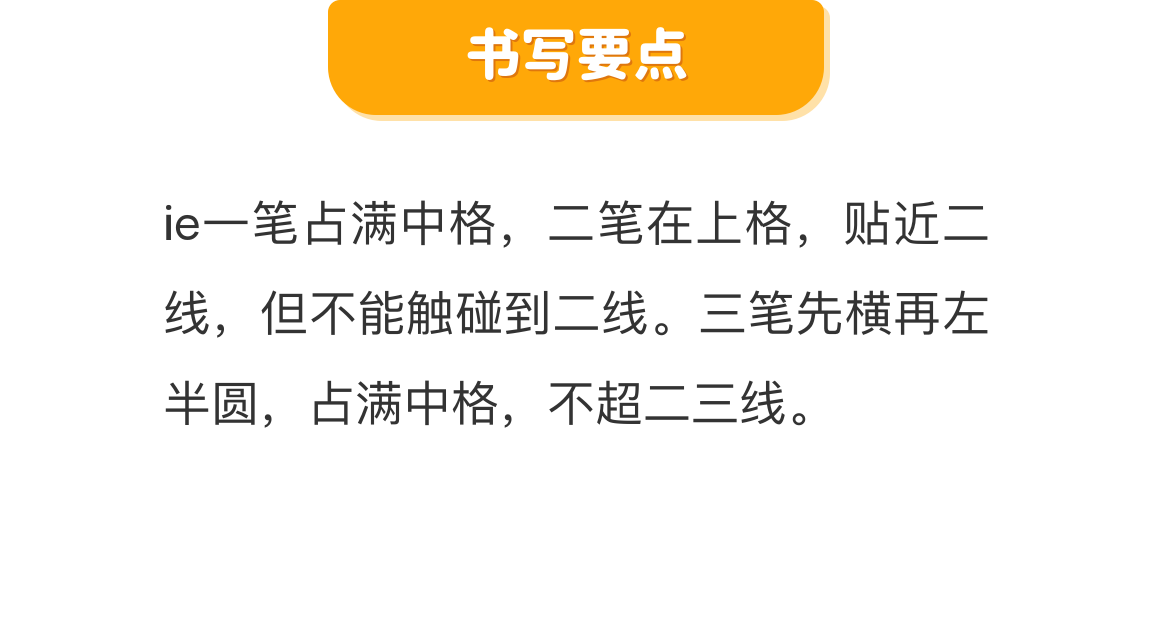 书写要点
ie一笔占满中格，二笔在上格，贴近二
线，但不能触碰到二线。三笔先横再左
半圆，占满中格，不超二三线。